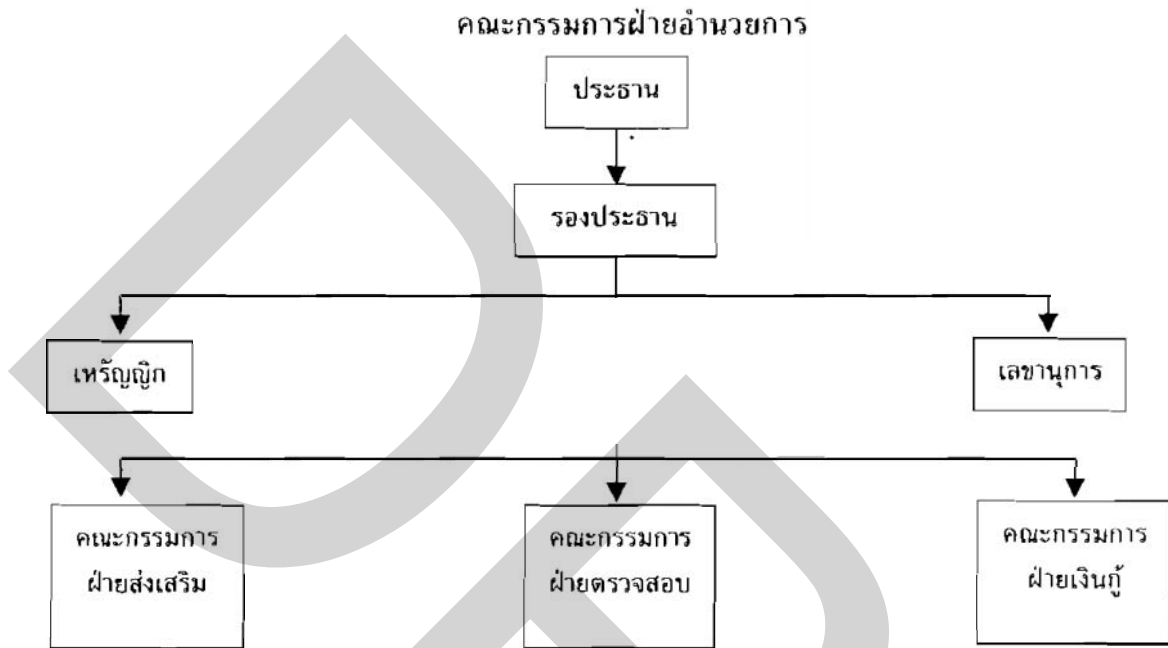 คณะกรรมการฝ่ายอำนวยการ
ประธาน
รองประธาน
เหรัญญิก
เลขานุการ
คณะกรรมการ
ฝ่ายส่งเสริม
คณะกรรมการ
ฝ่ายตรวจสอบ
คณะกรรมการ
ฝ่ายเงินกู้